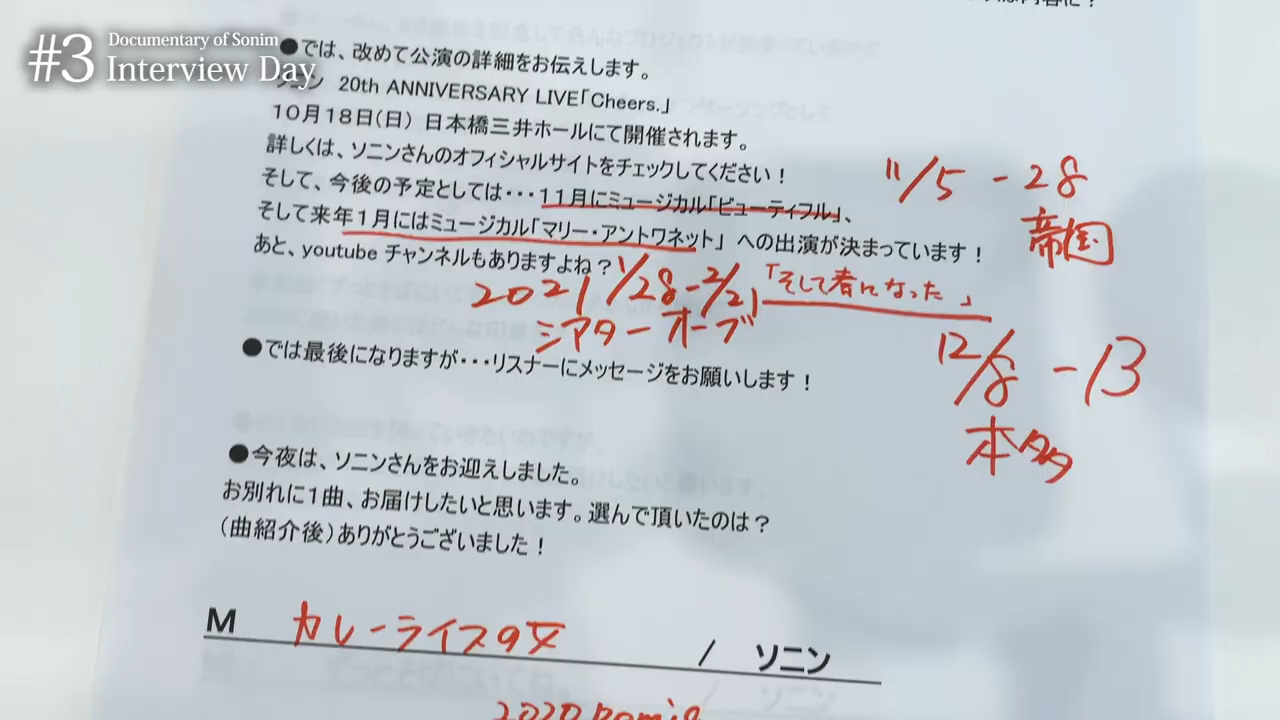 #3
Documentary of Sonim
Interview Day
●では、改めて公演の詳細をお伝えします。
ソニン 20th ANNIVERSARY LIVE「Cheers.」
10月18日(日) 日本橋三井ホールにて開催されます。
詳しくは、ソニンさんのオフィシャルサイトをチェックしてください！
そして、今後の予定としては・・・11月にミュージカル「ビューティフル」、
11/5 - 28
帝国
そして来年1月にはミュージカル「マリー・アントワネット」 への出演が決まっています！
あと、youtube チャンネルもありますよね？
2021 1/28-2/21
シアターオーブ
「そして春になった」
12/8 - 13
本多
●では最後になりますが・・・リスナーにメッセージをお願いします！
●今夜は、ソニンさんをお迎えしました。
お別れに1曲、お届けしたいと思います。選んで頂いたのは？
(曲紹介後)ありがとうございました！
M カレーライスの女 / ソニン
2020